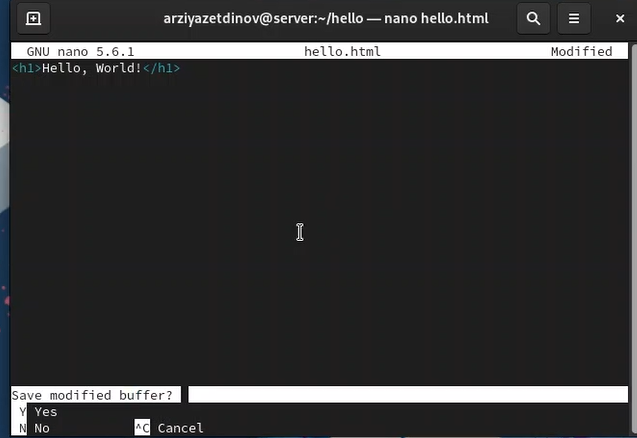 arziyazetdinov@server:~/hello — nano hello.html
GNU nano 5.6.1 hello.html Modified
<h1>Hello, World!</h1>
Save modified buffer?
Y Yes
N No ^C Cancel